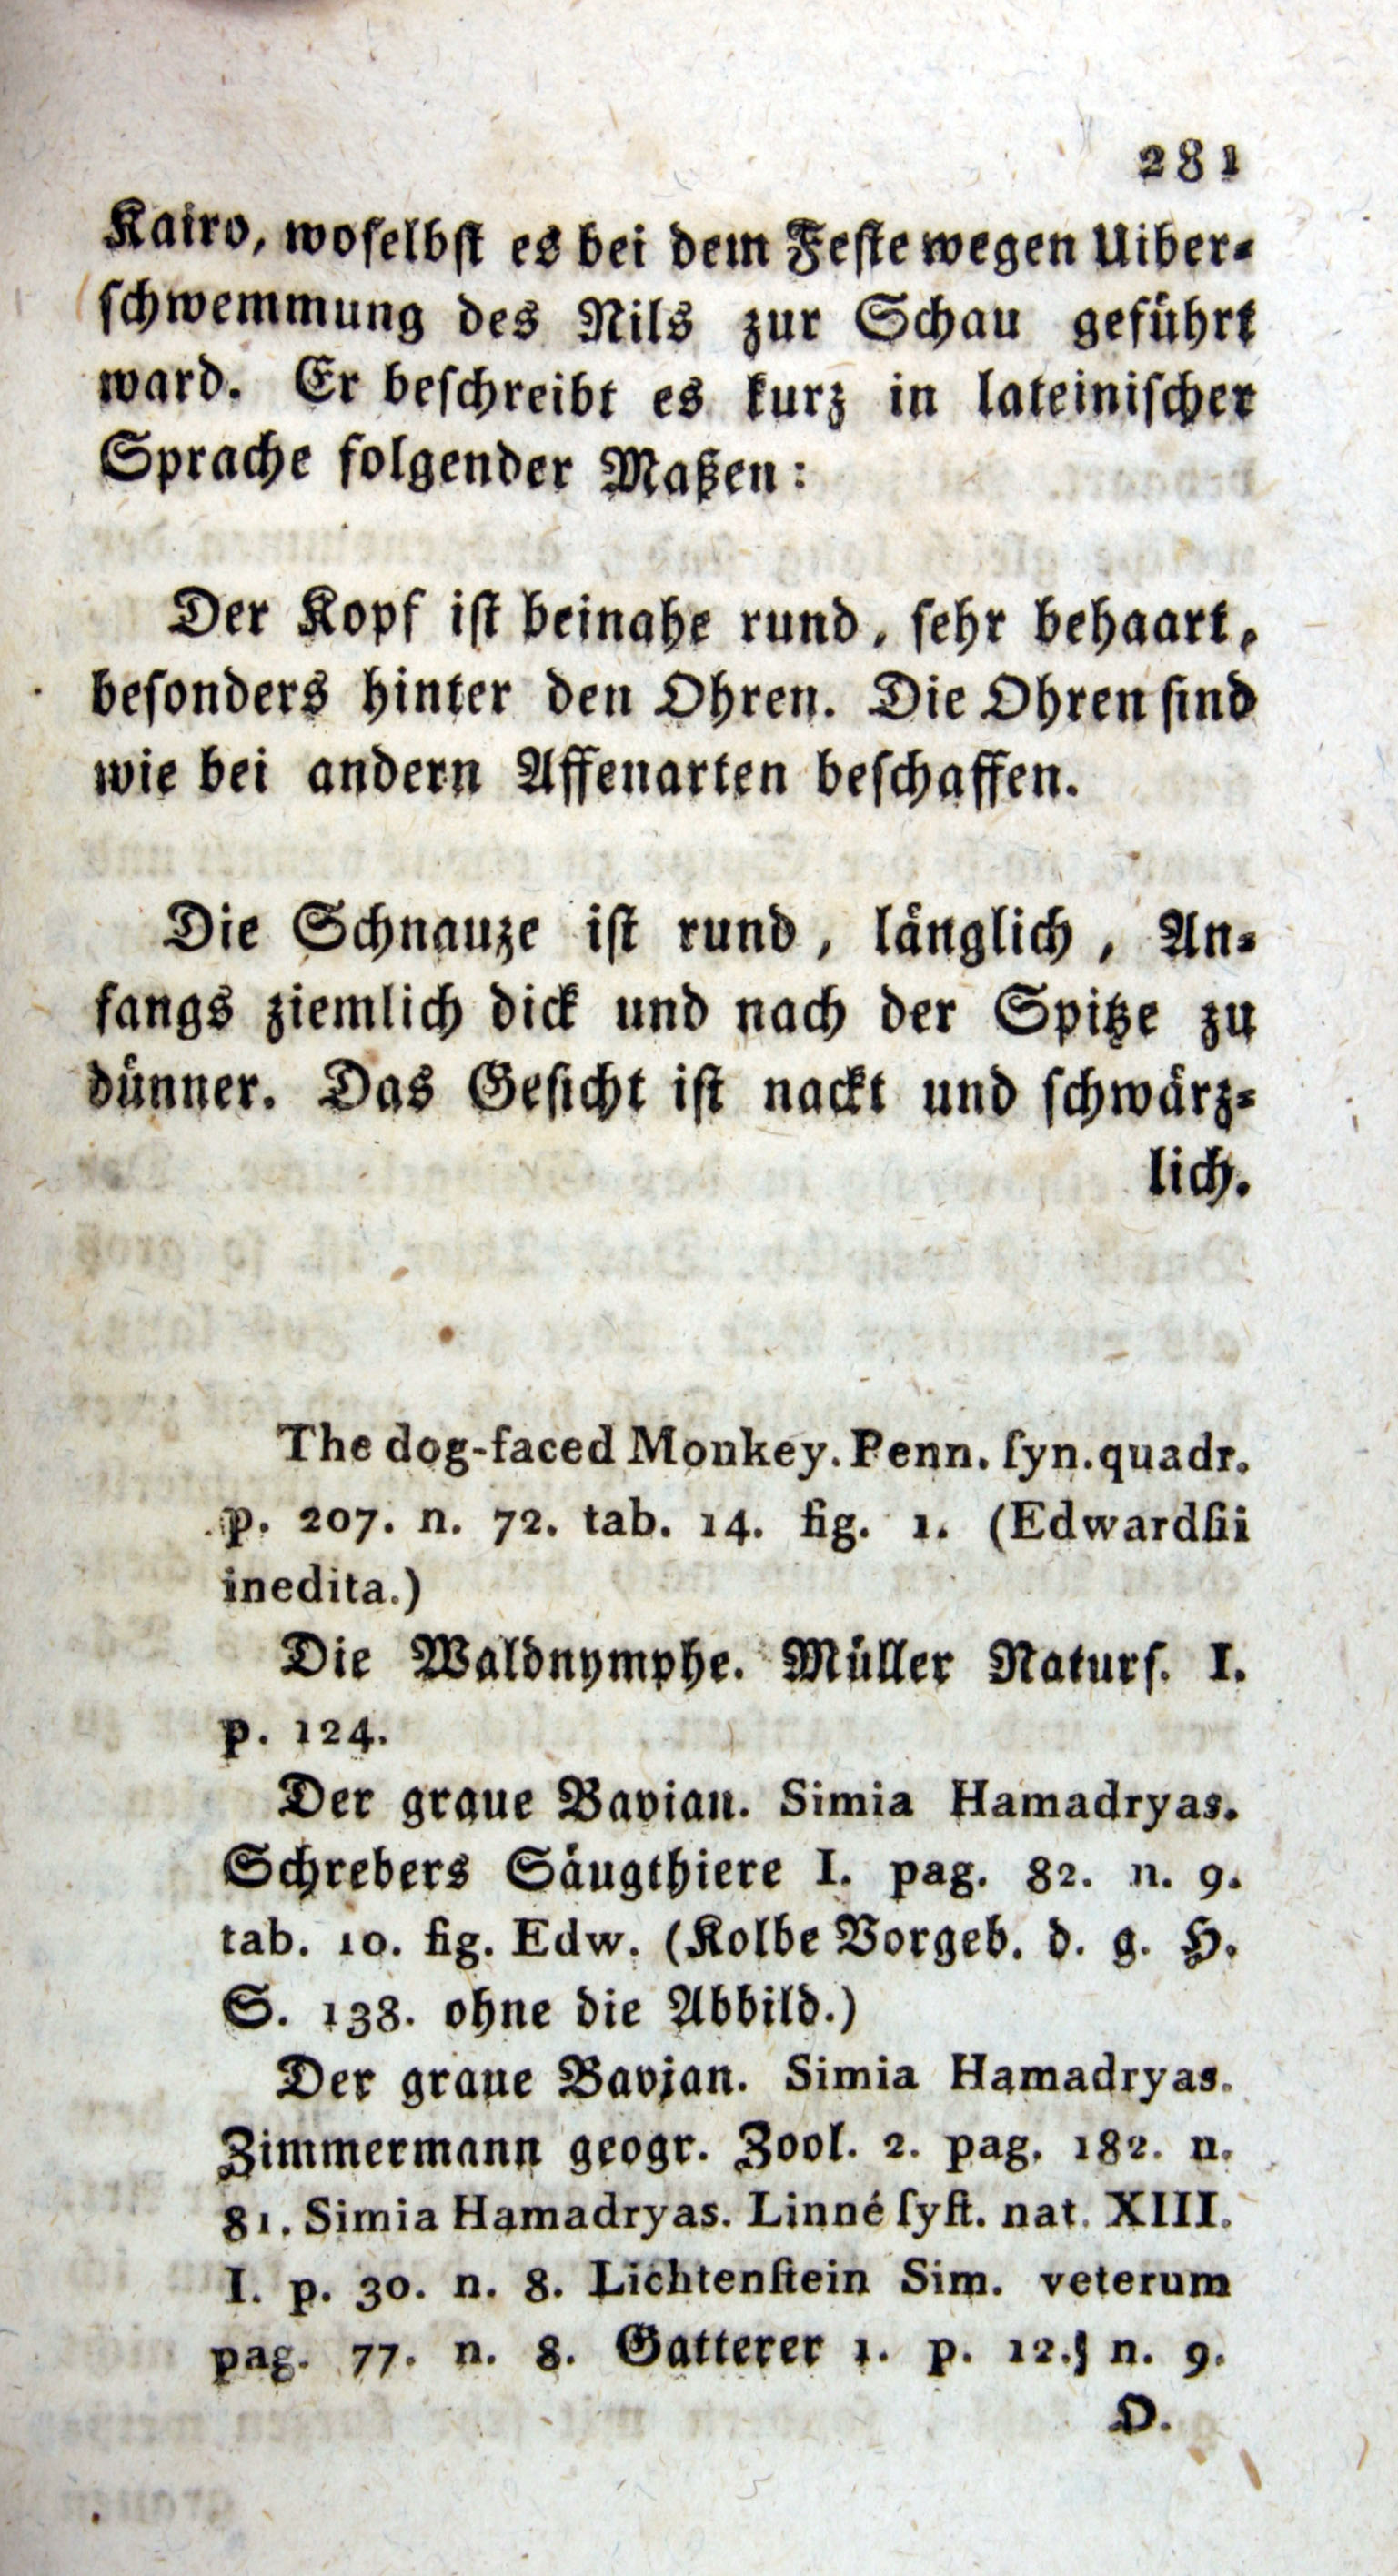 281
Kairo, woſelbſt es bei dem Feſte wegen Uiber-
ſchwemmung des Nils zur Schau geführt
ward. Er beſchreibt es kurz in lateiniſcher
Sprache folgender Maßen:
Der Kopf iſt beinahe rund, ſehr behaart,
beſonders hinter den Ohren. Die Ohren ſind
wie bei andern Affenarten beſchaffen.
Die Schnauze iſt rund, länglich, An-
fangs ziemlich dick und nach der Spitze zu
dünner. Das Geſicht iſt nackt und ſchwärz-
lich.
The dog-faced Monkey. Penn. ſyn. quadr.
p. 207. n. 72. tab. 14. fig. 1. (Edwardſii
inedita.)
Die Waldnymphe. Müller Naturſ. I.
p. 124.
Der graue Bavian. Simia Hamadryas.
Schrebers Säugthiere I. pag. 82. n. 9.
tab. 10. fig. Edw. (Kolbe Vorgeb. d. g. H.
S. 138. ohne die Abbild.)
Der graue Bavian. Simia Hamadryas.
Zimmermann geogr. Zool. 2. pag. 182. n.
81. Simia Hamadryas. Linné ſyſt. nat. XIII.
I. p. 30. n. 8. Lichtenſtein Sim. veterum
pag. 77. n. 8. Gatterer 1. p. 12. n. 9.
D.